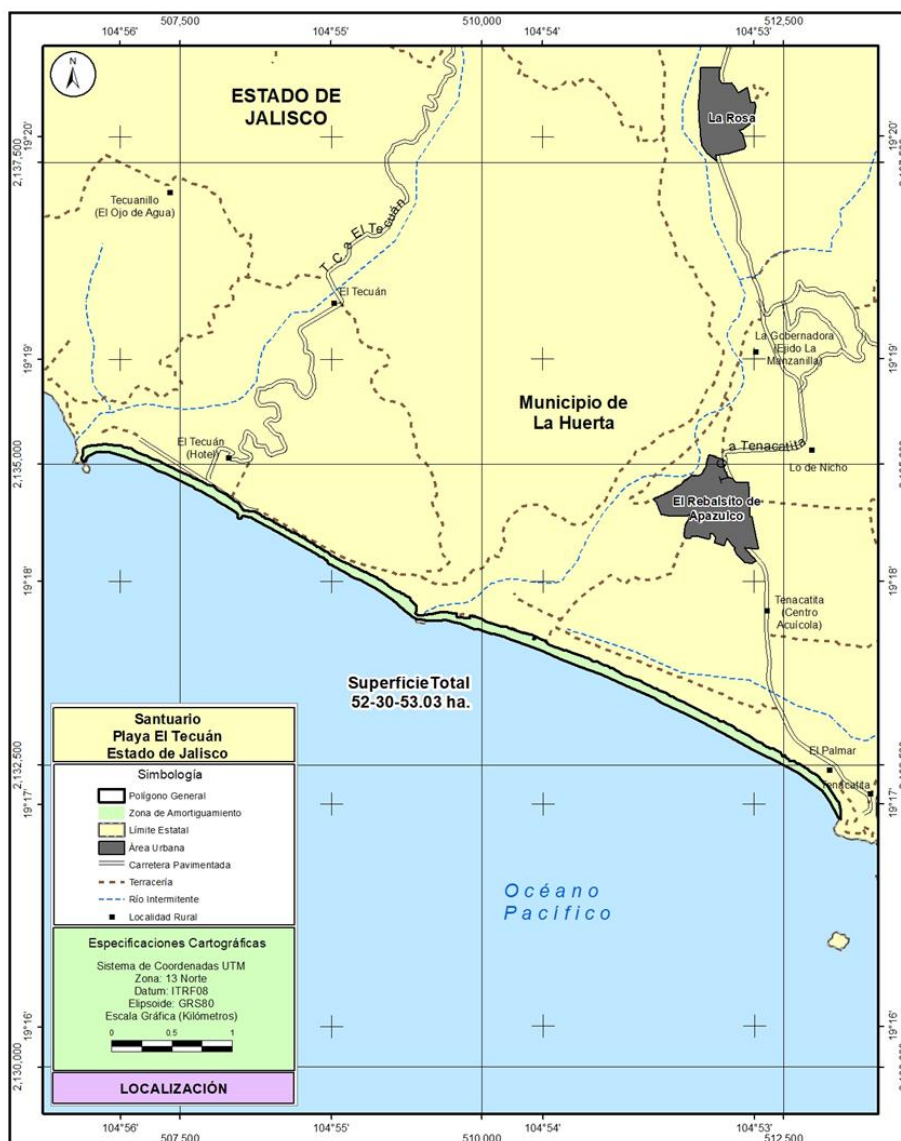 507,500
510,000
512,500
104°56'
104°55'
104°54'
104°53'
N
ESTADO DE
JALISCO
La Rosa
19°20'
19°20'
2,137,500
Tecuanillo
(El Ojo de Agua)
T. C. a El Tecuán
El Tecuán
La Gobernadora
(Ejido La
Manzanilla)
19°19'
19°19'
Municipio de
La Huerta
El Tecuán
(Hotel)
a Tenacatita
Lo de Nicho
2,135,000
El Rebalsito de
Apazulco
19°18'
19°18'
Tenacatita
(Centro
Acuícola)
Superficie Total
52-30-53.03 ha.
El Palmar
2,132,500
Tenacatita
19°17'
19°17'
Santuario
Playa El Tecuán
Estado de Jalisco
Simbología
Polígono General
Zona de Amortiguamiento
Límite Estatal
Área Urbana
Carretera Pavimentada
Terracería
Río Intermitente
Localidad Rural
Océano
Pacífico
Especificaciones Cartográficas
Sistema de Coordenadas UTM
Zona: 13 Norte
Datum: ITRF08
Elipsoide: GRS80
Escala Gráfica (Kilómetros)
0 0.5 1
19°16'
19°16'
2,130,000
LOCALIZACIÓN
104°56'
104°55'
104°54'
104°53'
507,500
510,000
512,500